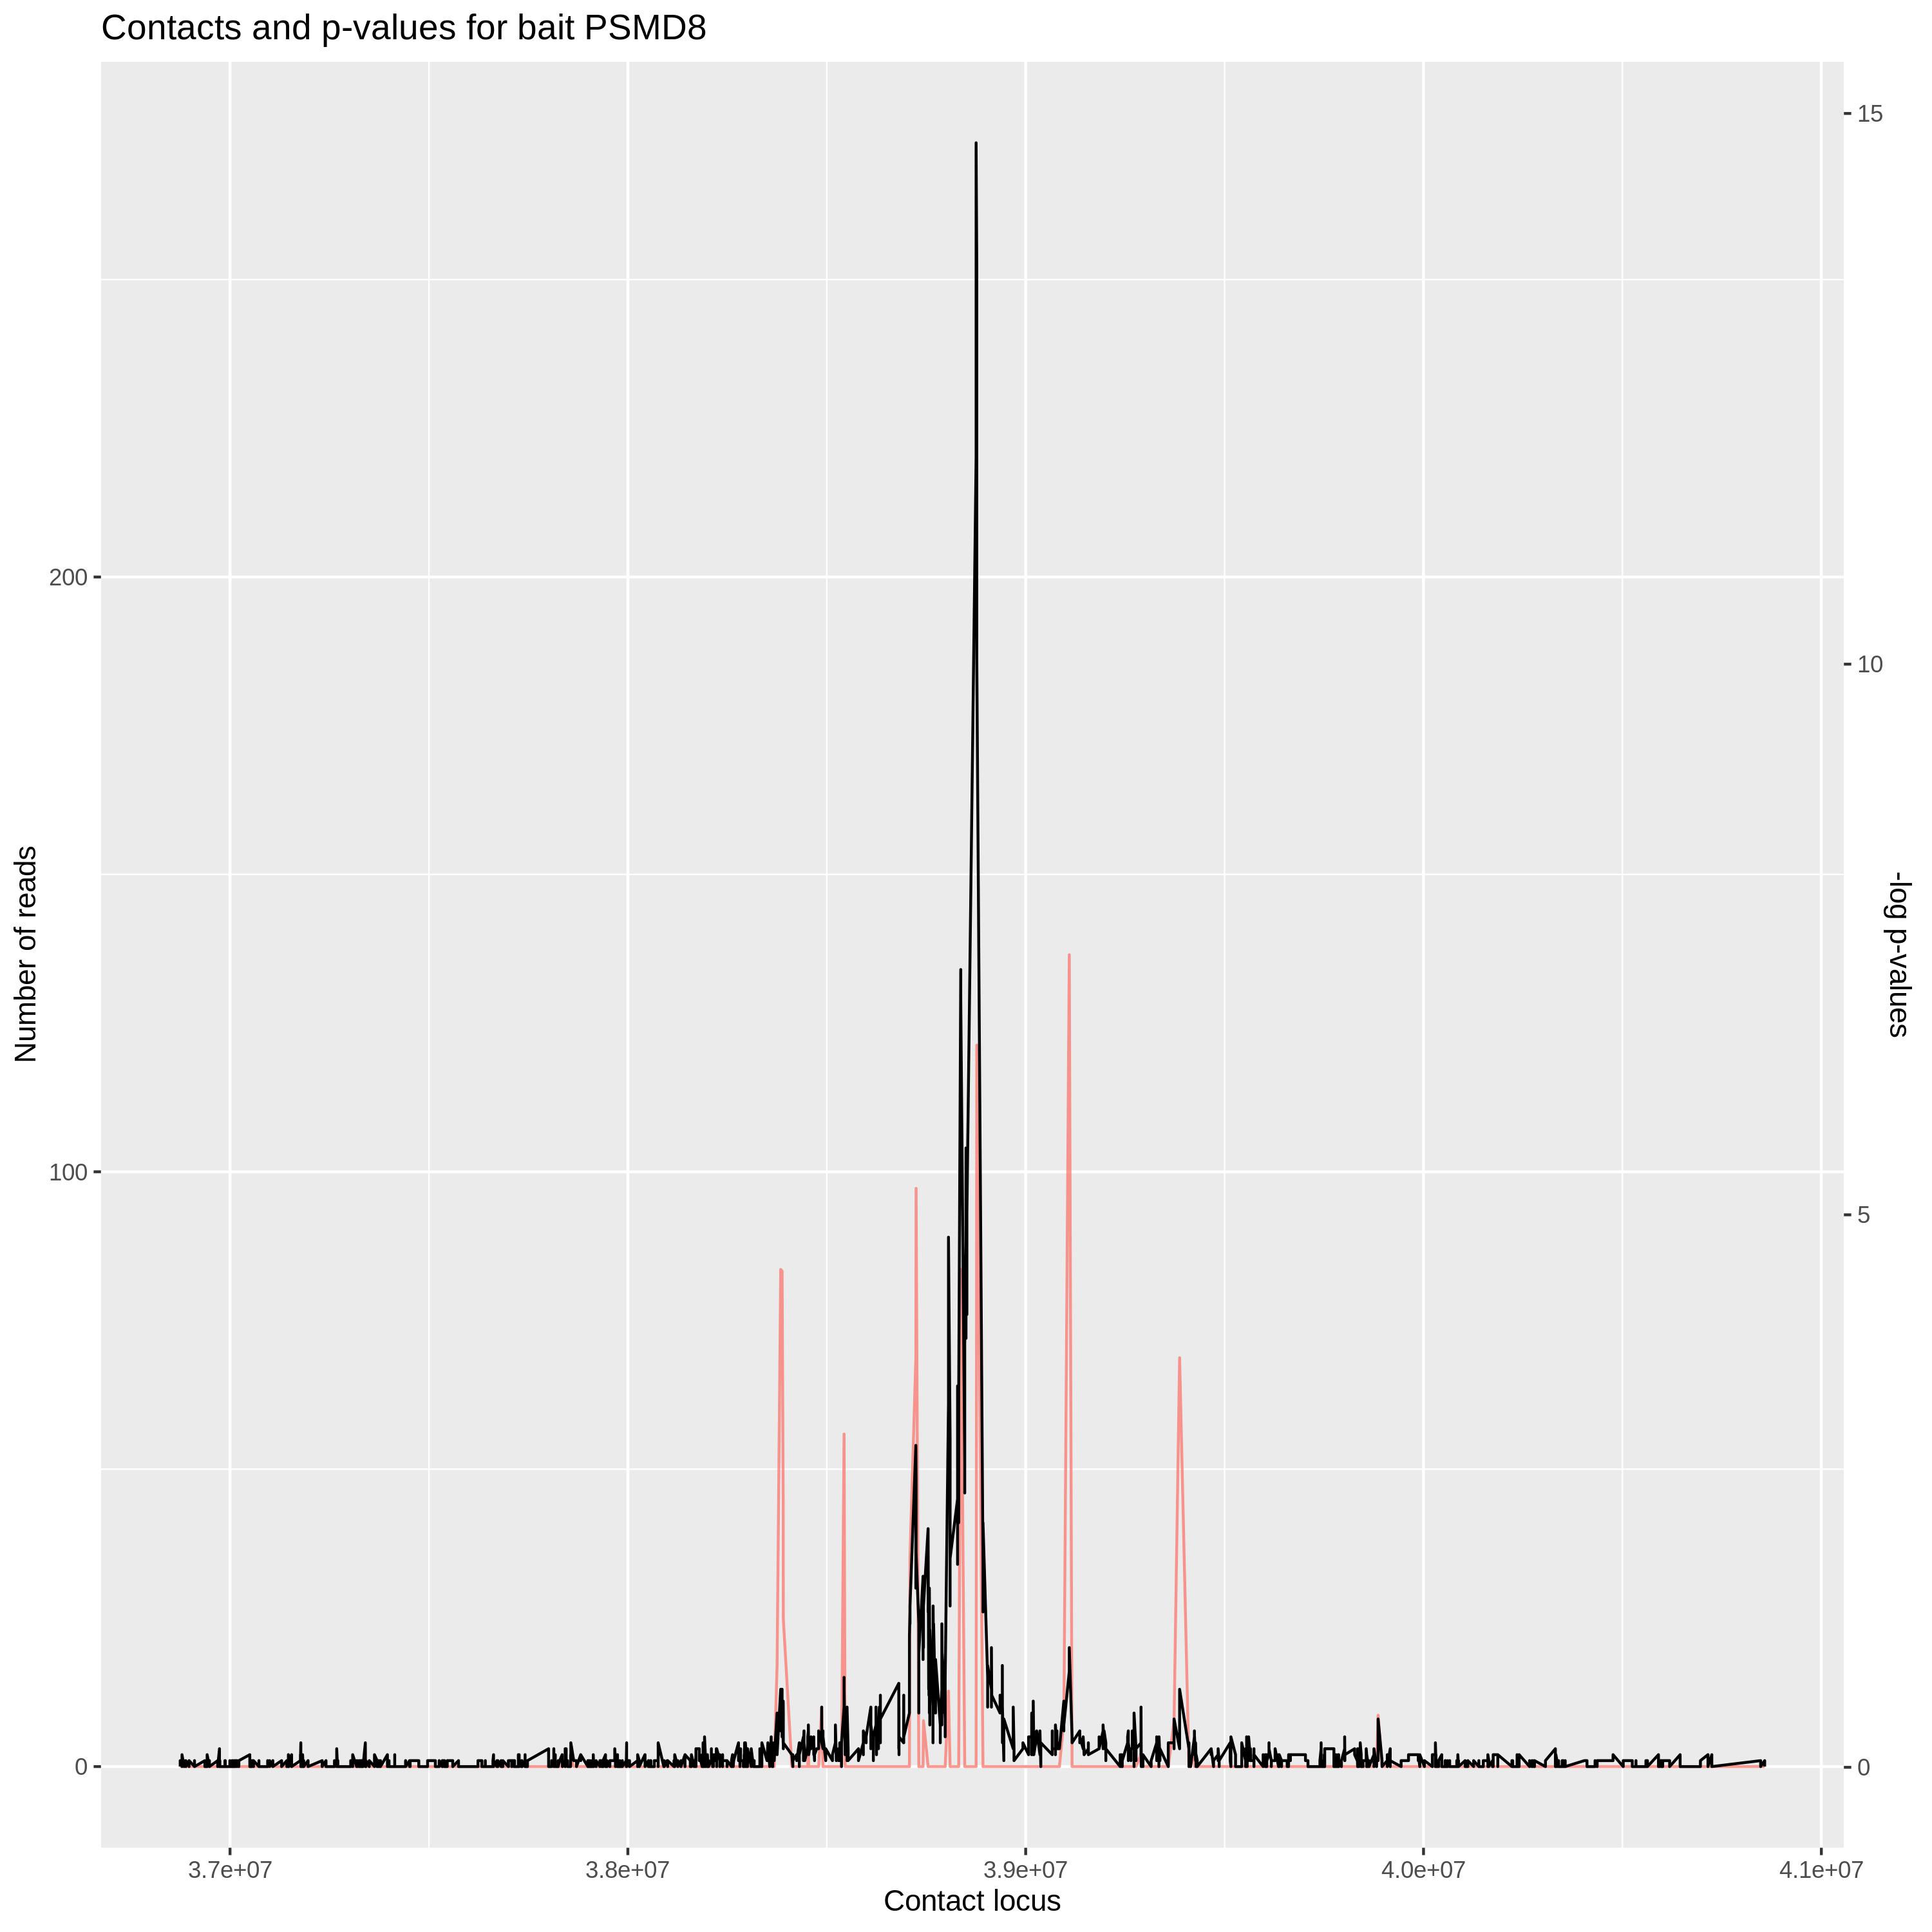 Contacts and p-values for bait PSMD8
15
200
10
Number of reads
-log p-values
100
5
0
0
3.7e+07
3.8e+07
3.9e+07
4.0e+07
4.1e+07
Contact locus